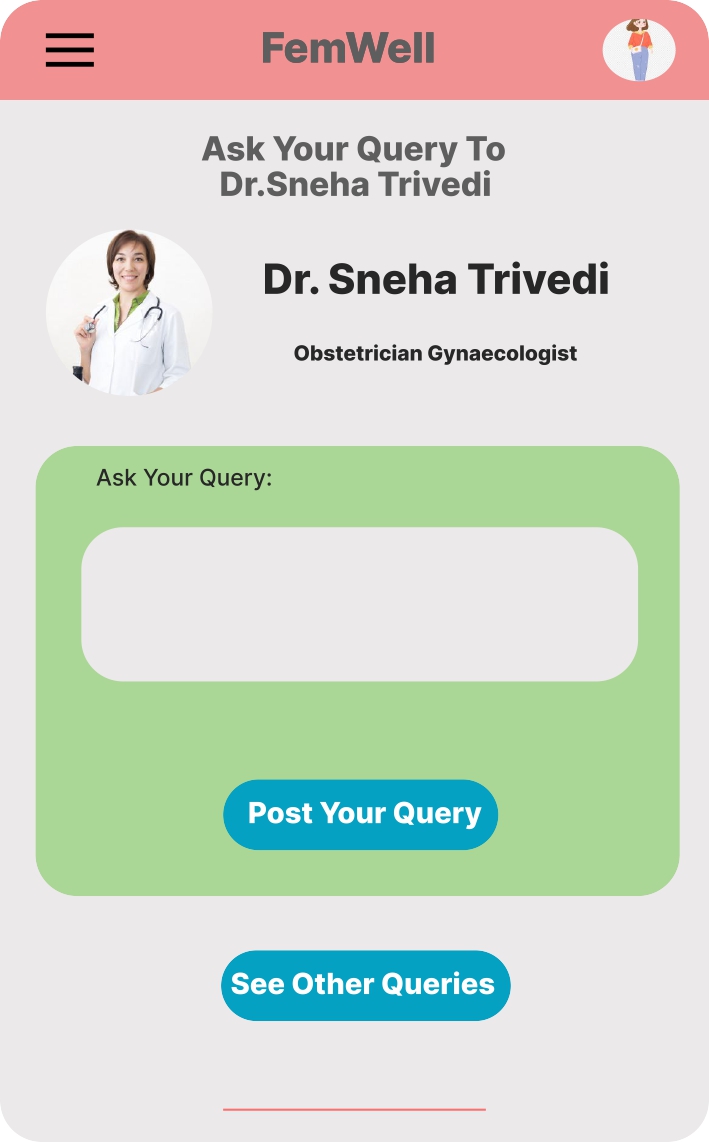 FemWell
Ask Your Query To
Dr.Sneha Trivedi
Dr. Sneha Trivedi
Obstetrician Gynaecologist
Ask Your Query:
Post Your Query
See Other Queries